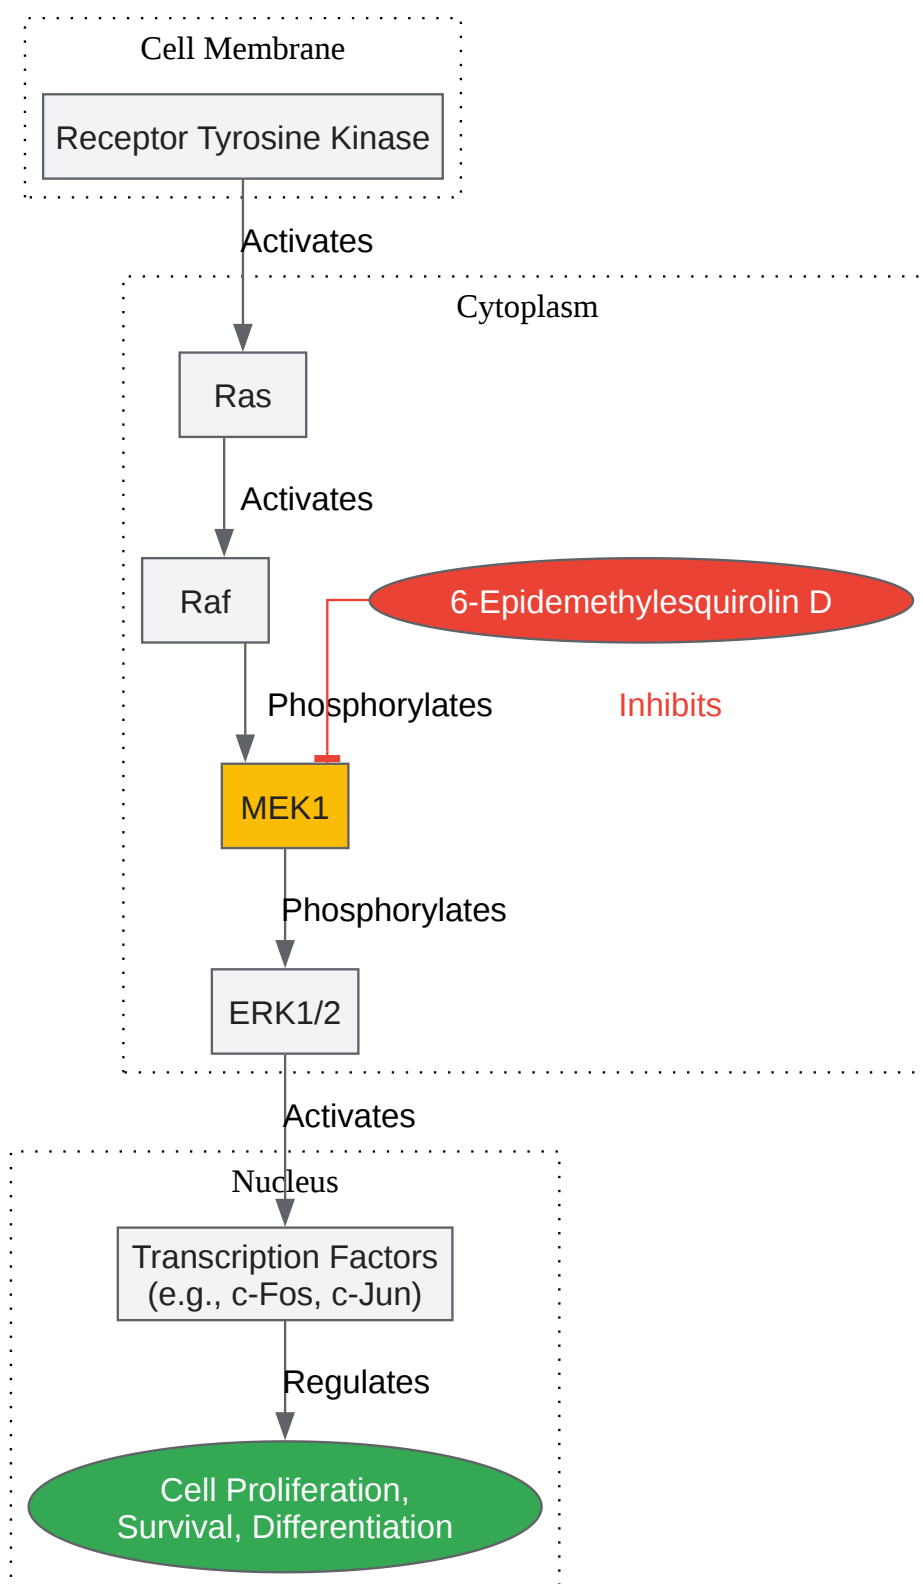 Cell Membrane
Receptor Tyrosine Kinase
Activates
Cytoplasm
Ras
Activates
Raf
6-Epidemethylesquirolin D
Phosphorylates
Inhibits
MEK1
Phosphorylates
ERK1/2
Activates
Nucleus
Transcription Factors
(e.g., c-Fos, c-Jun)
Regulates
Cell Proliferation,
Survival, Differentiation